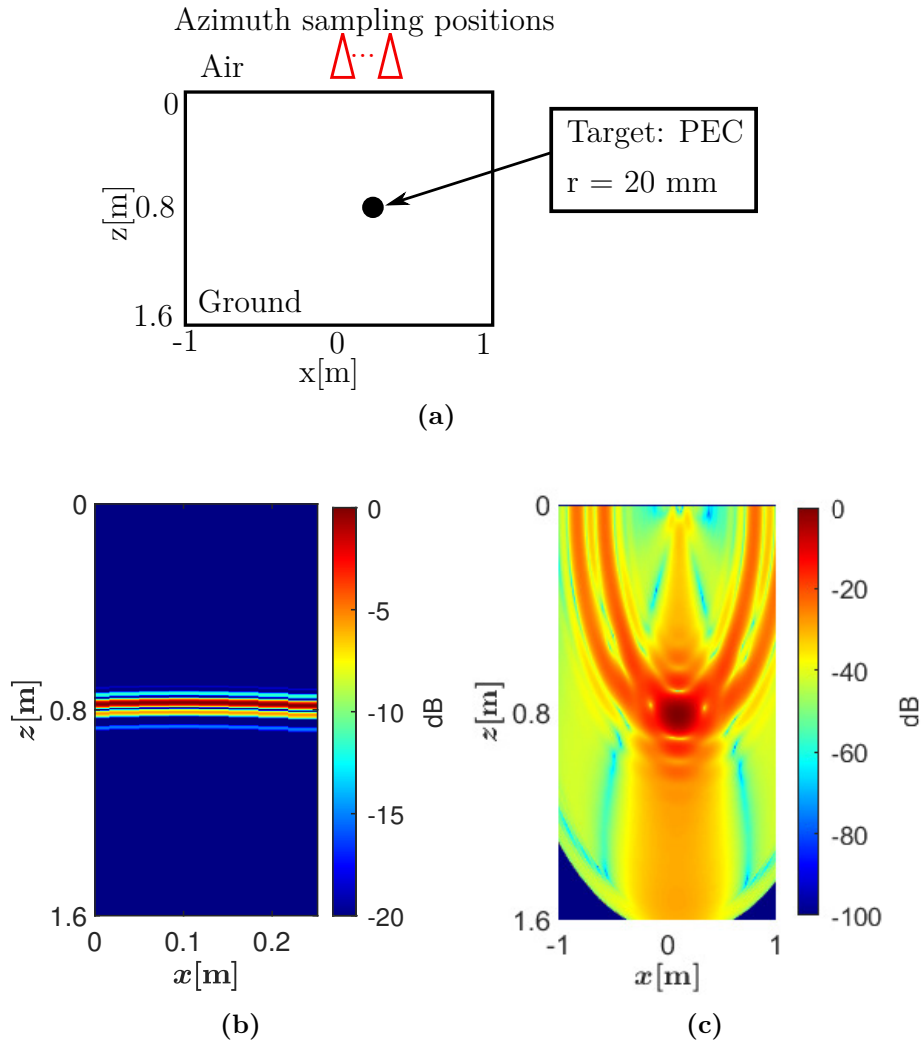 Azimuth sampling positions
Air
0
Target: PEC
r = 20 mm
z[m]
0.8
Ground
1.6
-1
0
1
x[m]
(a)
0
0.8
1.6
z[m]
0
0.1
0.2
x[m]
0
-5
-10
-15
-20
dB
(b)
0
0.8
1.6
z[m]
-1
0
1
x[m]
0
-20
-40
-60
-80
-100
dB
(c)